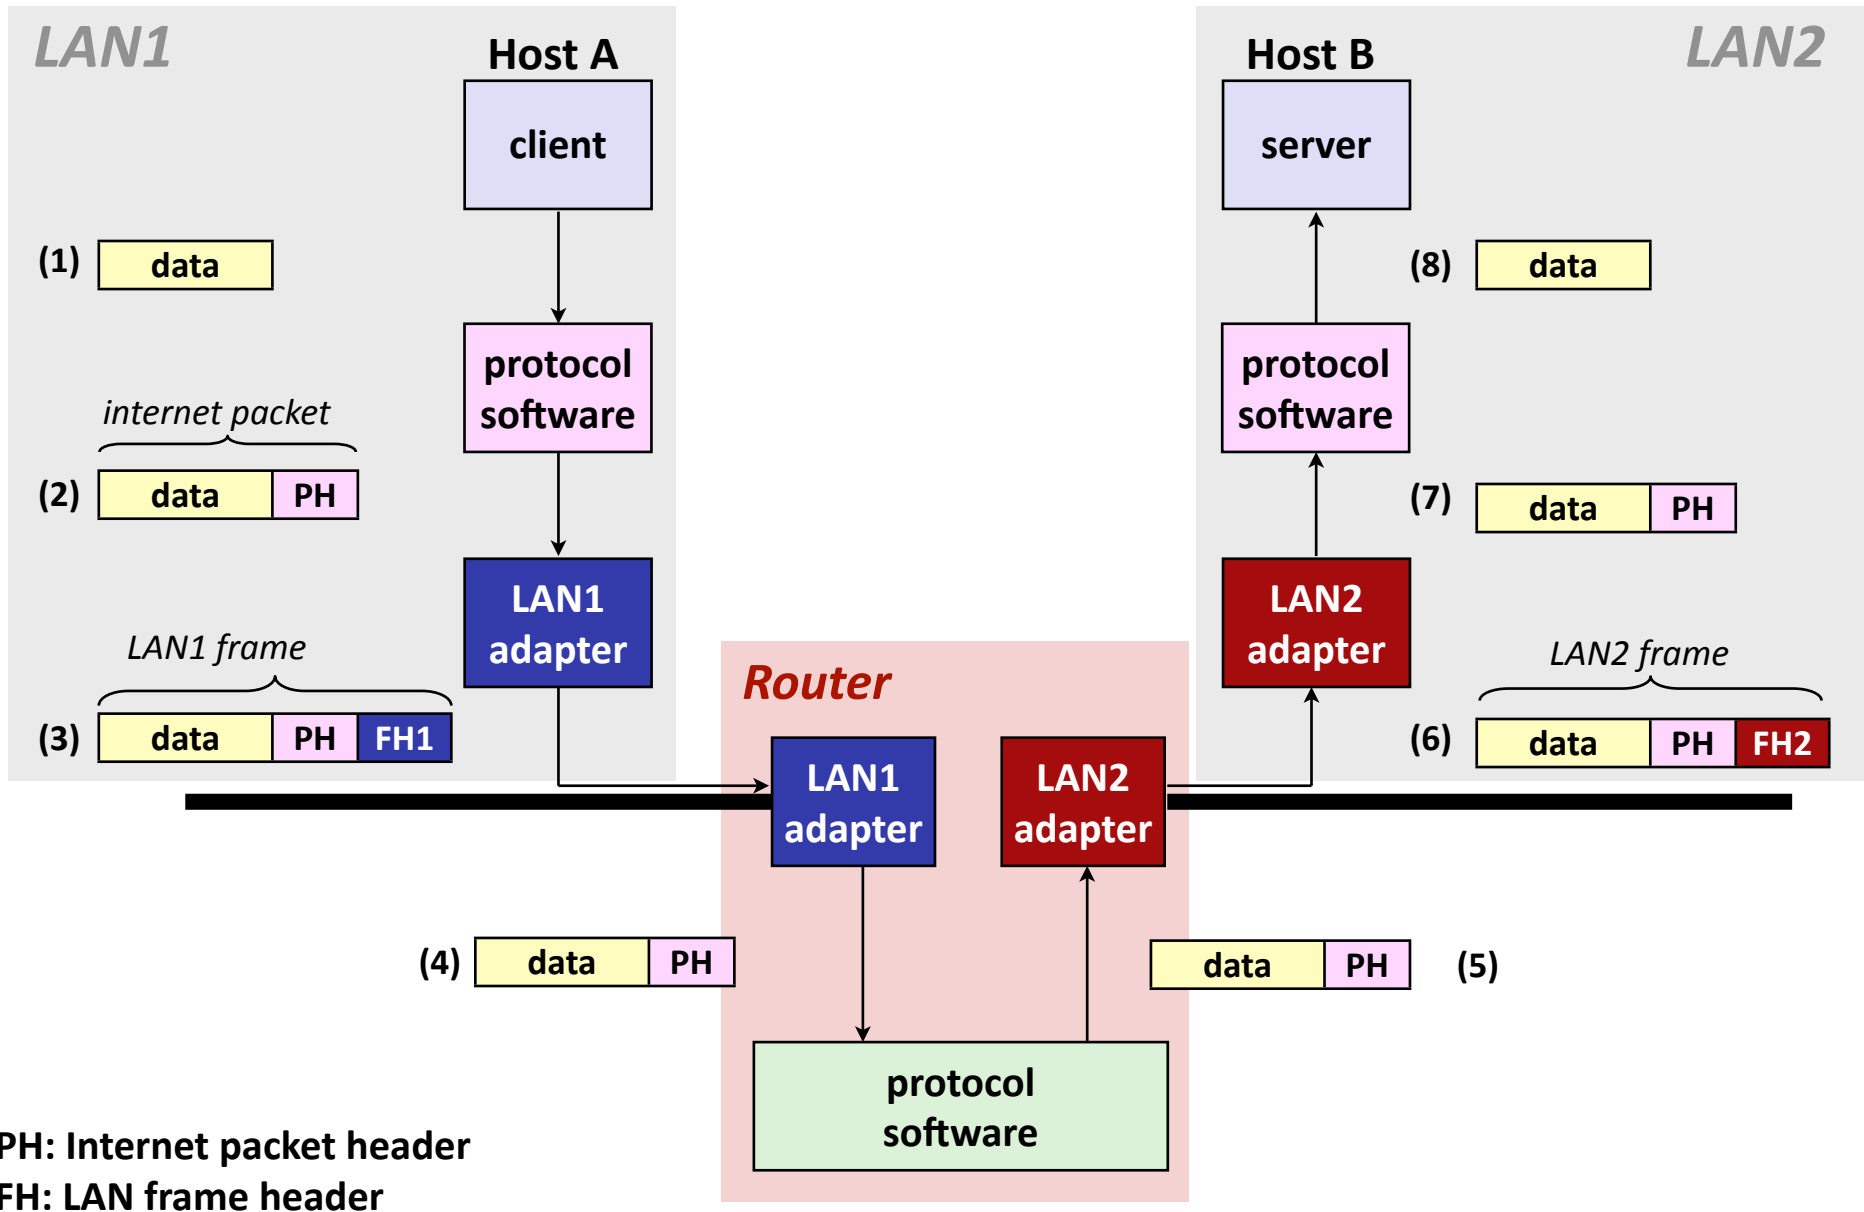 LAN1
Host A
client
(1) data
protocol
software
internet packet
(2) data PH
LAN1
adapter
LAN1 frame
(3) data PH FH1
Router
LAN1
adapter
LAN2
adapter
(4) data PH
data PH (5)
protocol
software
Host B
LAN2
server
(8) data
protocol
software
(7) data PH
LAN2
adapter
LAN2 frame
(6) data PH FH2
PH: Internet packet header
FH: LAN frame header